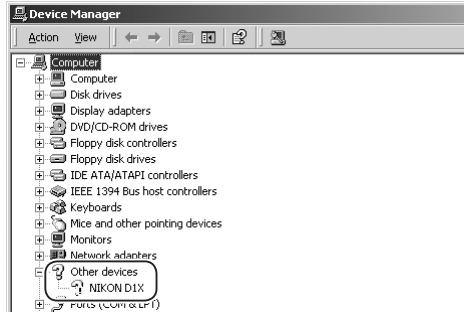 Device Manager
Action View
Computer
Computer
Disk drives
Display adapters
DVD/CD-ROM drives
Floppy disk controllers
Floppy disk drives
IDE ATA/ATAPI controllers
IEEE 1394 Bus host controllers
Keyboards
Mice and other pointing devices
Monitors
Network adapters
Other devices
NIKON D1X
Ports (COM & LPT)